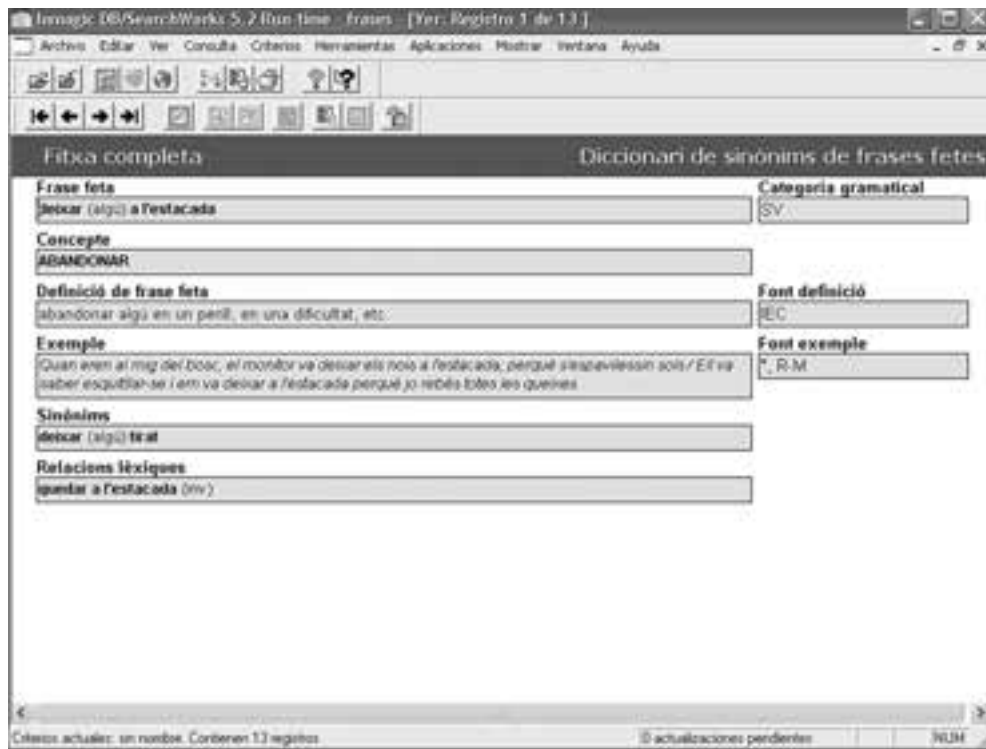 Inmagic DB/SearchWorks 5.2 Run-time - frases - [Ver: Registro 1 de 13]
Archivo Editar Ver Consulta Criterios Herramientas Aplicaciones Mostrar Ventana Ayuda
Fitxa completa Diccionari de sinònims de frases fetes
Frase feta Categoria gramatical
deixar (algú) a l'estacada SV
Concepte
ABANDONAR
Definició de frase feta Font definició
abandonar algú en un perill, en una dificultat, etc. IEC
Exemple Font exemple
Quan eren al mig del bosc, el monitor va deixar els nois a l'estacada, perquè s'espavilessin sols / Ell va *, R-M
saber esquitllar-se i em va deixar a l'estacada perquè jo rebés totes les queixes
Sinònims
deixar (algú) tirat
Relacions lèxiques
quedar a l'estacada (inv.)
Criterios actuales: sin nombre. Contienen 13 registros 0 actualizaciones pendientes NUM